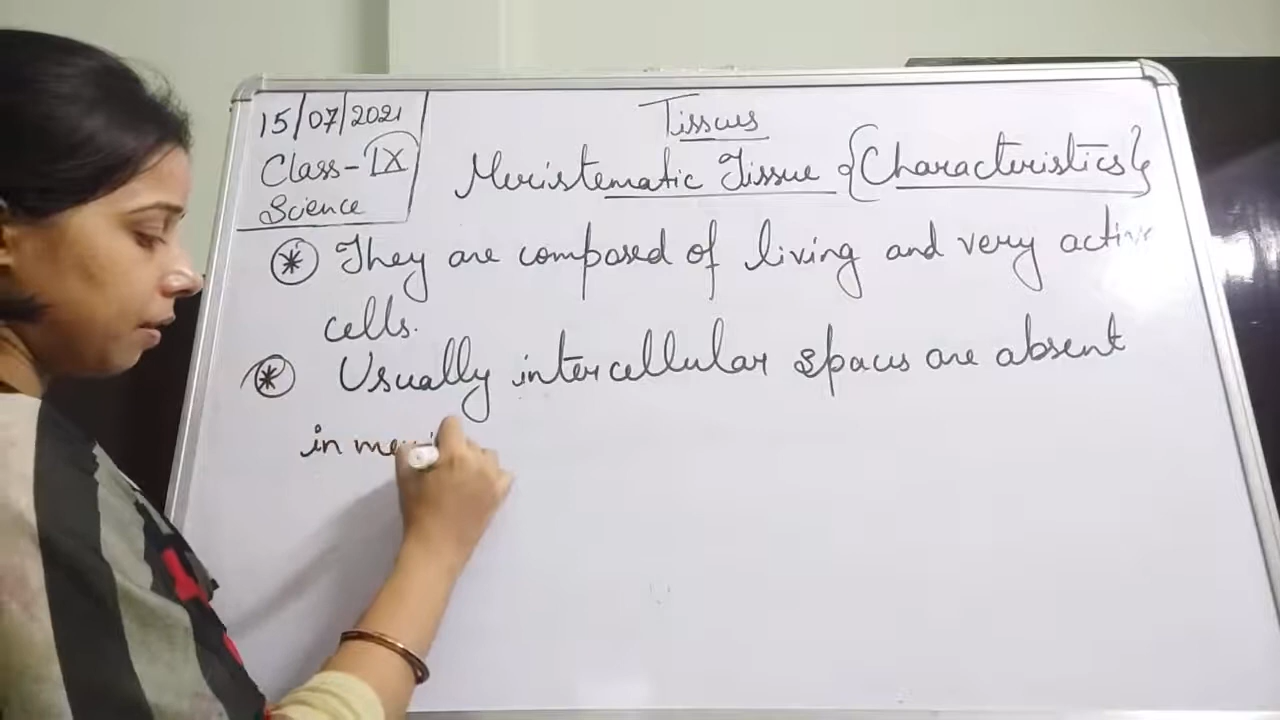 15/07/2021
Class-IX
Science
Tissues
Meristematic Tissue {Characteristics}
* They are composed of living and very active
cells.
* Usually intercellular spaces are absent
in